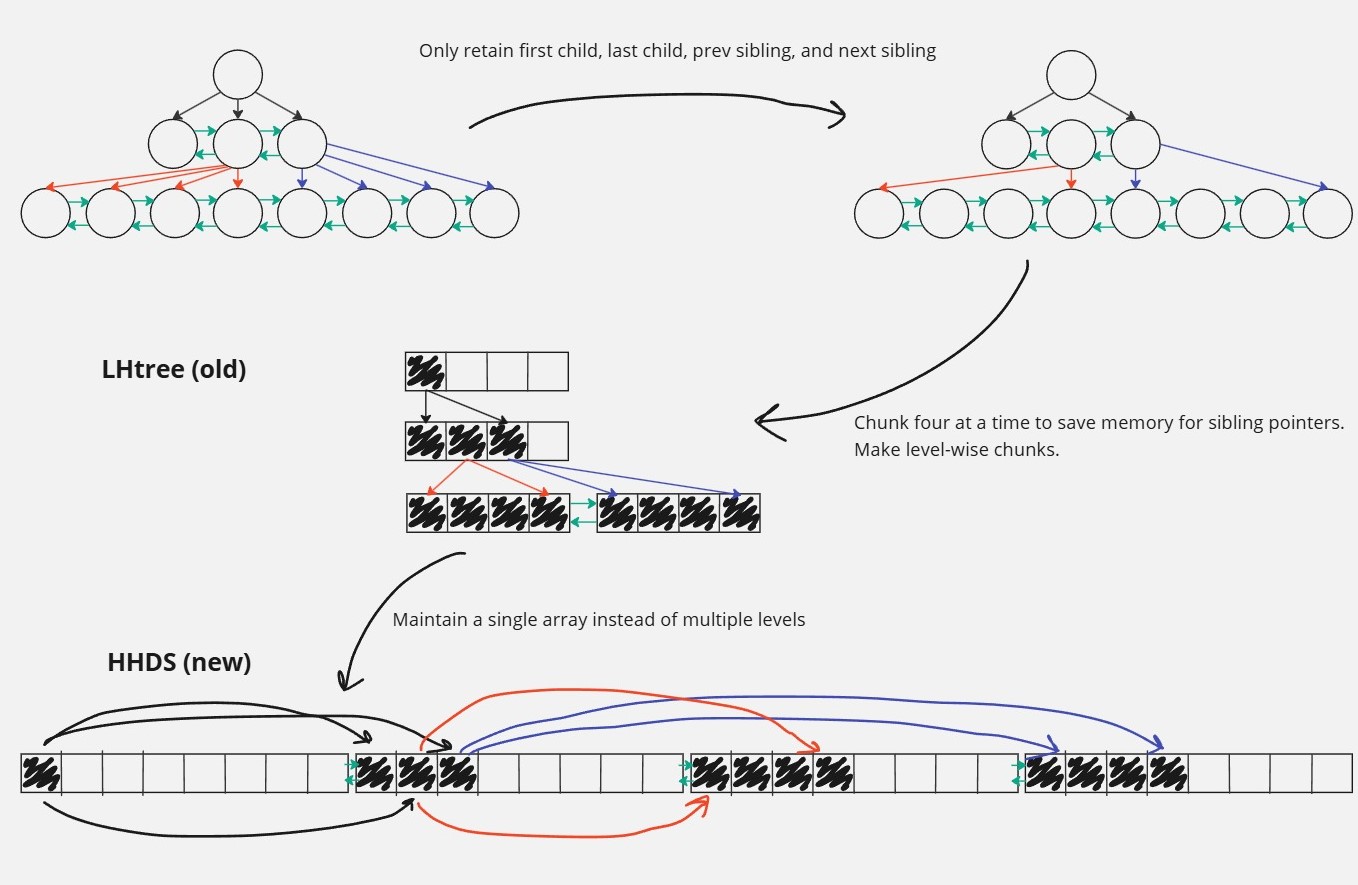 Only retain first child, last child, prev sibling, and next sibling
LHtree (old)
Chunk four at a time to save memory for sibling pointers.
Make level-wise chunks.
Maintain a single array instead of multiple levels
HHDS (new)